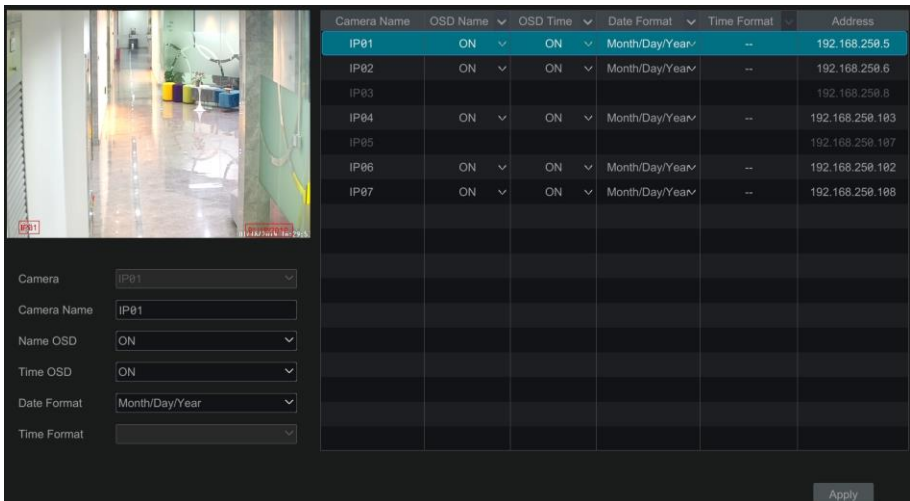 Camera Name OSD Name OSD Time Date Format Time Format Address
IP01 ON ON Month/Day/Year -- 192.168.250.5
IP02 ON ON Month/Day/Year -- 192.168.250.6
IP03 192.168.250.8
IP04 ON ON Month/Day/Year -- 192.168.250.103
IP05 192.168.250.107
IP06 ON ON Month/Day/Year -- 192.168.250.102
IP07 ON ON Month/Day/Year -- 192.168.250.108
IP01
Camera IP01
Camera Name IP01
Name OSD ON
Time OSD ON
Date Format Month/Day/Year
Time Format
Apply